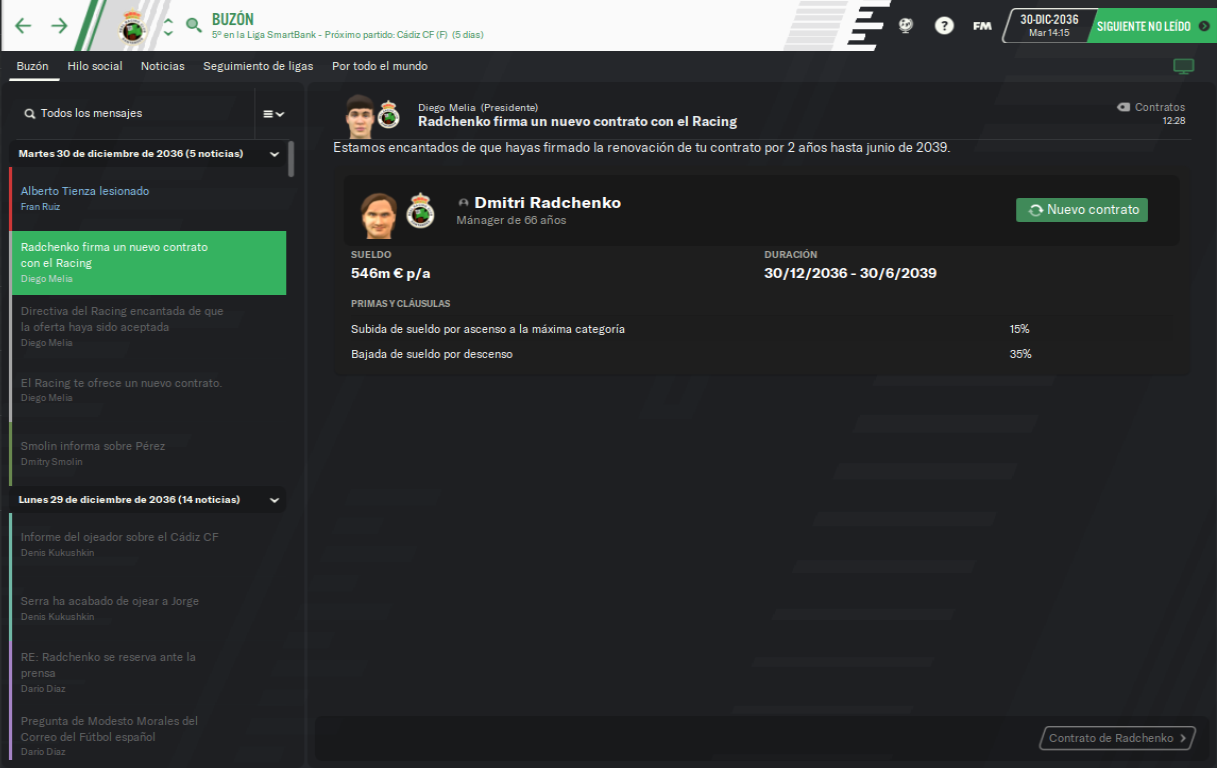 BUZÓN
5º en la Liga SmartBank - Próximo partido: Cádiz CF (F) (5 días)
?
FM
30-DIC-2036
Mar 14:15
SIGUIENTE NO LEÍDO
Buzón
Hilo social
Noticias
Seguimiento de ligas
Por todo el mundo
Todos los mensajes
Martes 30 de diciembre de 2036 (5 noticias)
Alberto Tienza lesionado
Fran Ruiz
Radchenko firma un nuevo contrato
con el Racing
Diego Melia
Directiva del Racing encantada de que
la oferta haya sido aceptada
Diego Melia
El Racing te ofrece un nuevo contrato.
Diego Melia
Smolin informa sobre Pérez
Dmitry Smolin
Lunes 29 de diciembre de 2036 (14 noticias)
Informe del ojeador sobre el Cádiz CF
Denis Kukushkin
Serra ha acabado de ojear a Jorge
Denis Kukushkin
RE: Radchenko se reserva ante la
prensa
Darío Díaz
Pregunta de Modesto Morales del
Correo del Fútbol español
Darío Díaz
Diego Melia (Presidente)
Radchenko firma un nuevo contrato con el Racing
Contratos
12:28
Estamos encantados de que hayas firmado la renovación de tu contrato por 2 años hasta junio de 2039.
Dmitri Radchenko
Mánager de 66 años
Nuevo contrato
SUELDO
546m € p/a
DURACIÓN
30/12/2036 - 30/6/2039
PRIMAS Y CLÁUSULAS
Subida de sueldo por ascenso a la máxima categoría
15%
Bajada de sueldo por descenso
35%
Contrato de Radchenko